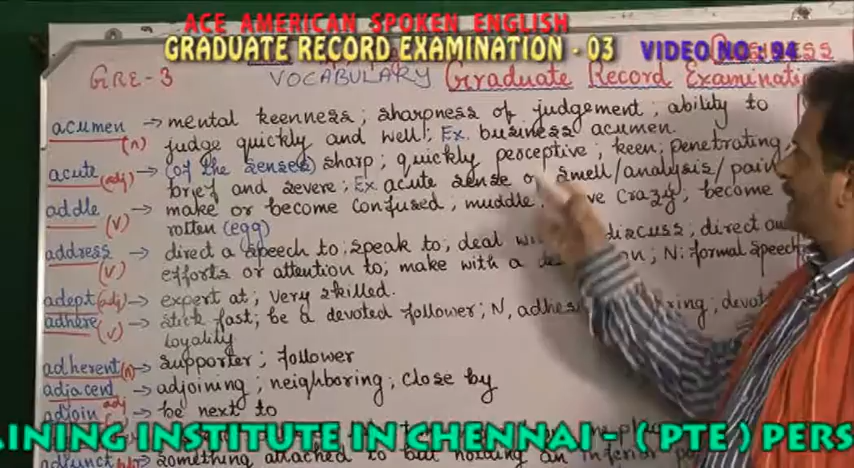 ACE AMERICAN SPOKEN ENGLISH
GRADUATE RECORD EXAMINATION - 03
VIDEO NO : 94
GRE-3
VOCABULARY
Graduate Record Examinati
acumen (n) → mental keenness; sharpness of judgement; ability to
judge quickly and well; Ex. business acumen.
acute (adj) → (of the senses) sharp; quickly peoceptive; keen; penetrating
brief and severe; Ex acute sense of smell/analysis/pain
addle (v) → make or become confused; muddle; crazy; become
rotten (egg)
address (v) → direct a speech to; speak to; deal discuss; direct
efforts or attention to; make with a ; N: formal speech
adept (adj) → expert at; very skilled.
adhere (v) → stick fast; be a devoted follower; N,
loyality
adherent (n) → supporter; follower
adjacent adj → adjoining; neighboring; close by
adjoin → be next to
adjunct → something attached to but holding an inferior
AINING INSTITUTE IN CHENNAI - ( PTE ) PERS